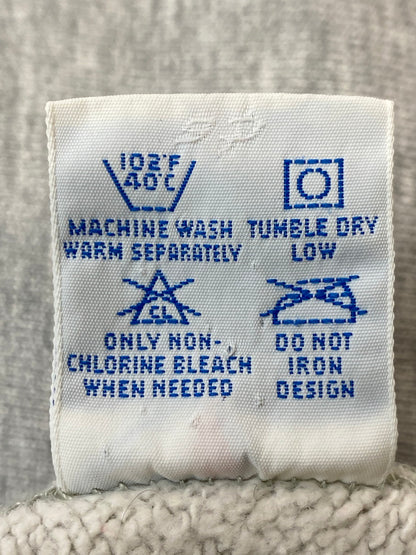 102°F
40°C
MACHINE WASH
WARM SEPARATELY
TUMBLE DRY
LOW
CL
ONLY NON-
CHLORINE BLEACH
WHEN NEEDED
DO NOT
IRON
DESIGN